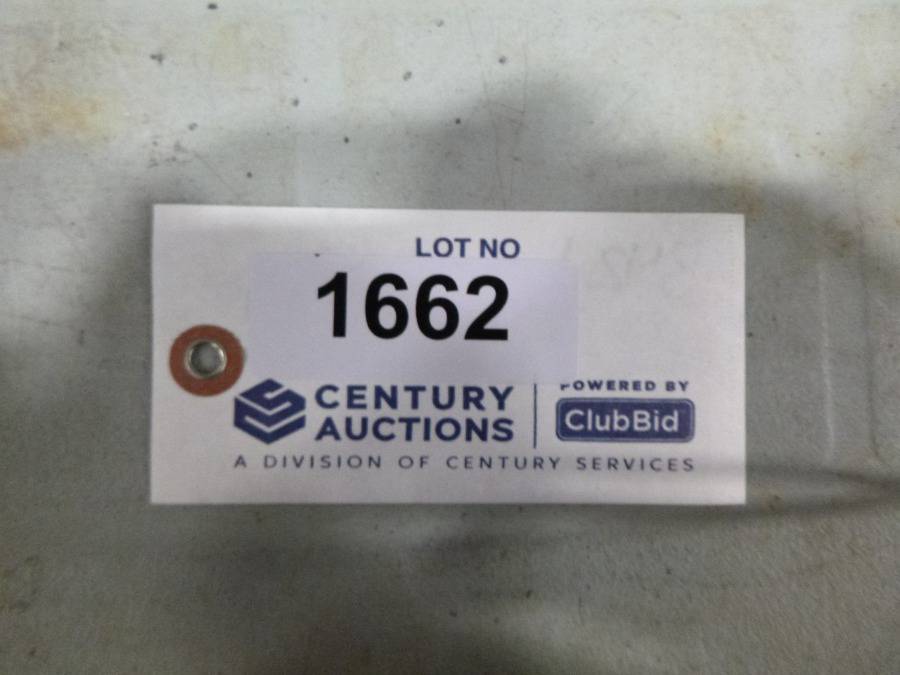 LOT NO
1662
CENTURY
AUCTIONS
POWERED BY
ClubBid
A DIVISION OF CENTURY SERVICES